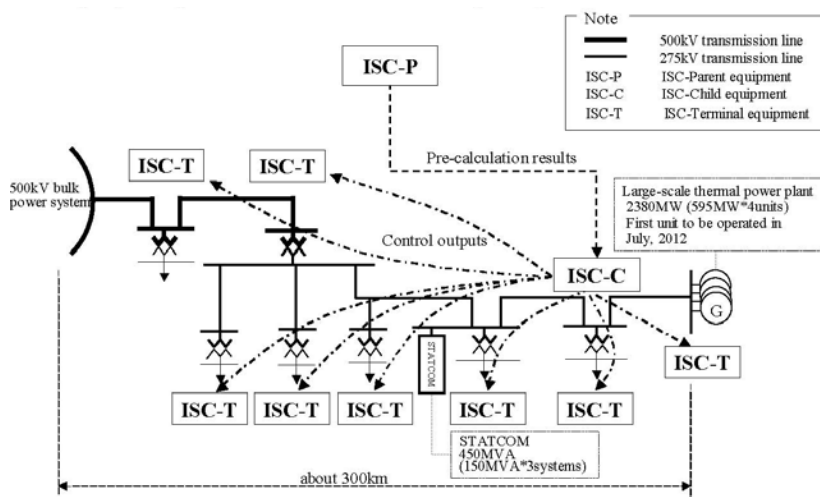 Note
500kV transmission line
275kV transmission line
ISC-P ISC-Parent equipment
ISC-C ISC-Child equipment
ISC-T ISC-Terminal equipment
ISC-P
ISC-T
ISC-T
Pre-calculation results
500kV bulk
power system
Large-scale thermal power plant
2380MW (595MW*4units)
First unit to be operated in
July, 2012
Control outputs
ISC-C
G
ISC-T
STATCOM
ISC-T
ISC-T
ISC-T
ISC-T
ISC-T
STATCOM
450MVA
(150MVA*3systems)
about 300km